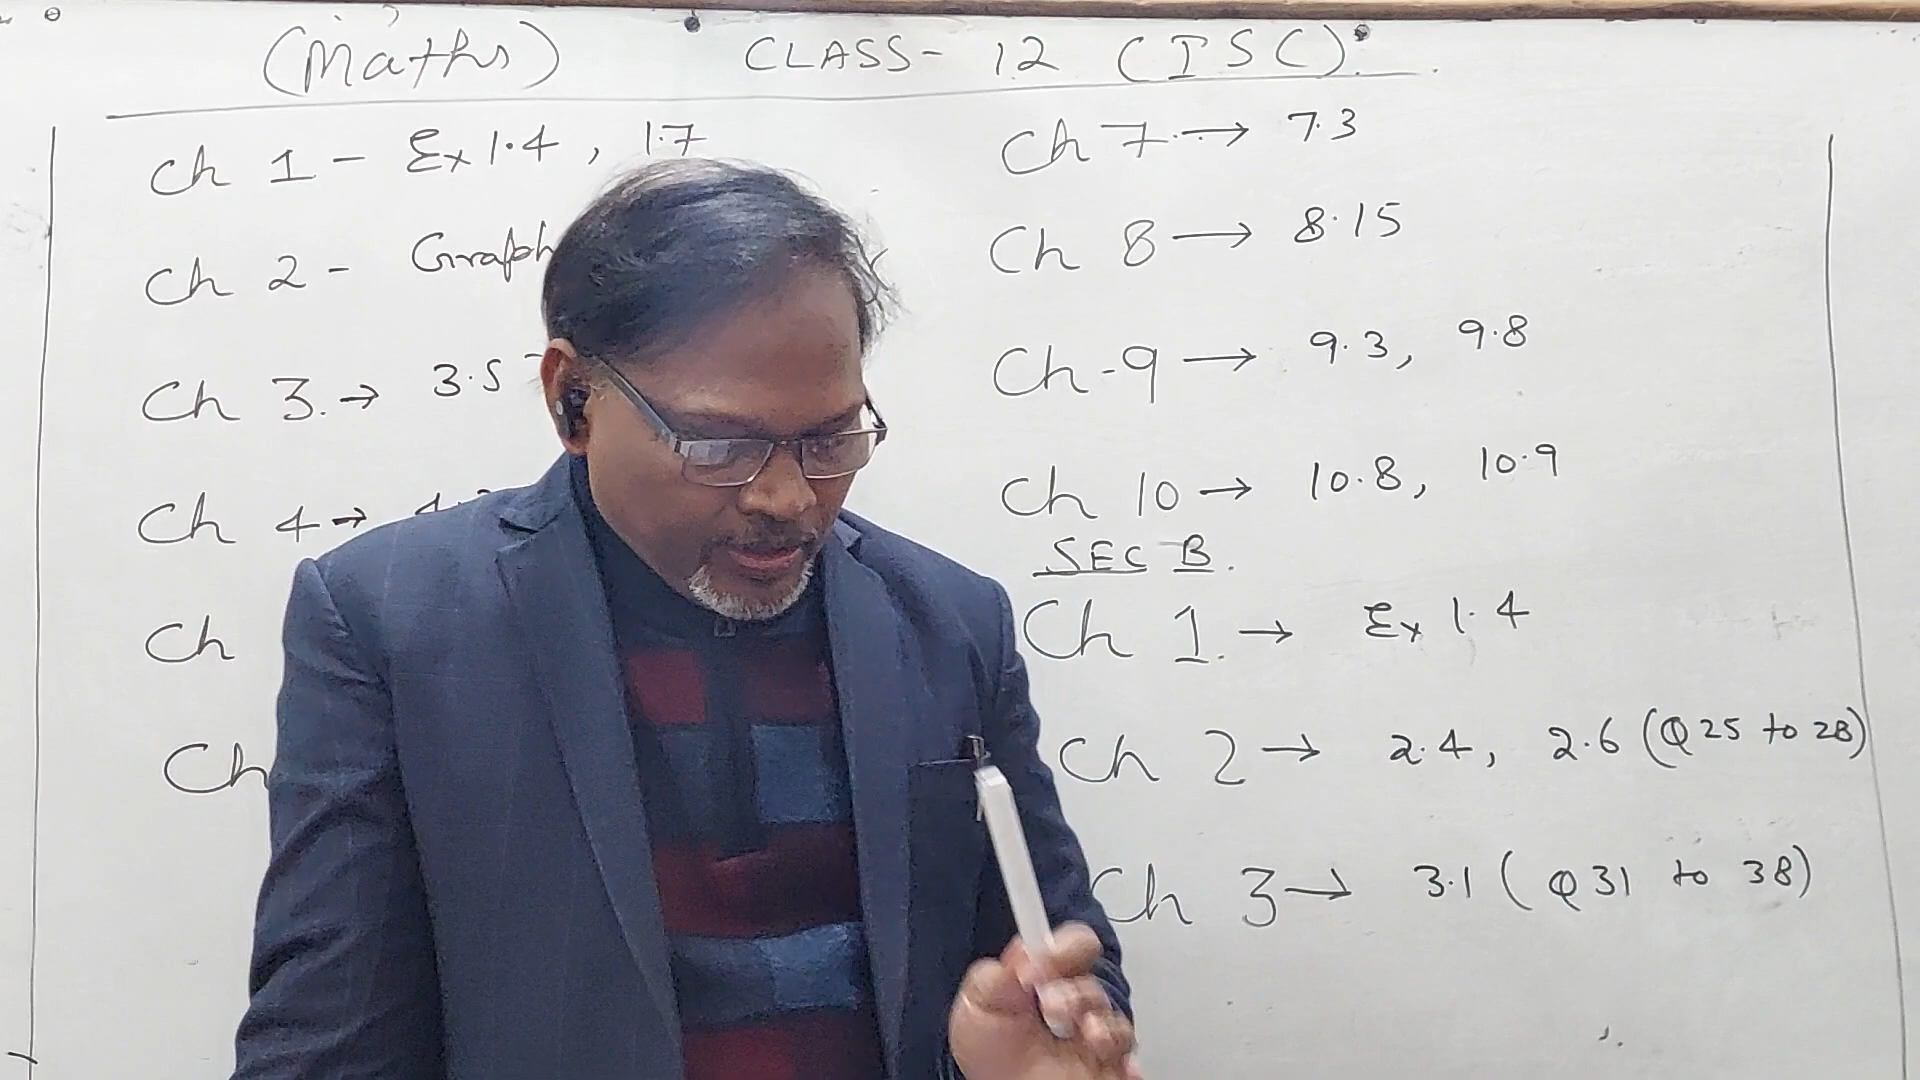 (Maths) CLASS- 12 (ISC).
Ch 1 - Ex 1.4 , 1.7
Ch 2 - Graph
Ch 3. → 3.5
Ch 4 →
Ch
Ch
Ch 7 → 7.3
Ch 8 → 8.15
Ch-9 → 9.3, 9.8
Ch 10 → 10.8, 10.9
SEC B.
Ch 1. → Ex 1.4
Ch 2 → 2.4, 2.6 (Q 25 to 28)
Ch 3 → 3.1 ( Q 31 to 38)